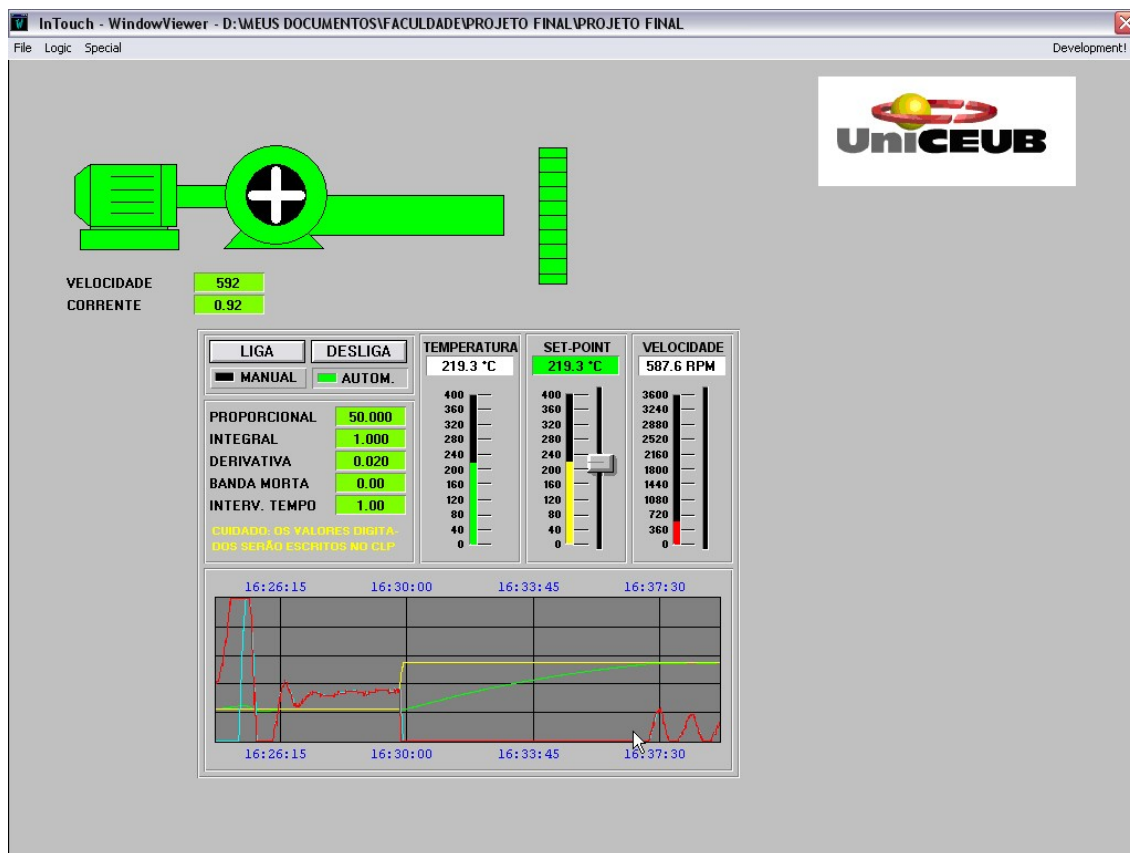 InTouch - WindowViewer - D:\MEUS DOCUMENTOS\FACULDADE\PROJETO FINAL\PROJETO FINAL
File Logic Special Development!
UniCEUB
VELOCIDADE 592
CORRENTE 0.92
LIGA DESLIGA
MANUAL AUTOM.
PROPORCIONAL 50.000
INTEGRAL 1.000
DERIVATIVA 0.020
BANDA MORTA 0.00
INTERV. TEMPO 1.00
CUIDADO: OS VALORES DIGITA-
DOS SERÃO ESCRITOS NO CLP
TEMPERATURA
219.3 °C
400
360
320
280
240
200
160
120
80
40
0
SET-POINT
219.3 °C
400
360
320
280
240
200
160
120
80
40
0
VELOCIDADE
587.6 RPM
3600
3240
2880
2520
2160
1800
1440
1080
720
360
0
16:26:15 16:30:00 16:33:45 16:37:30
16:26:15 16:30:00 16:33:45 16:37:30